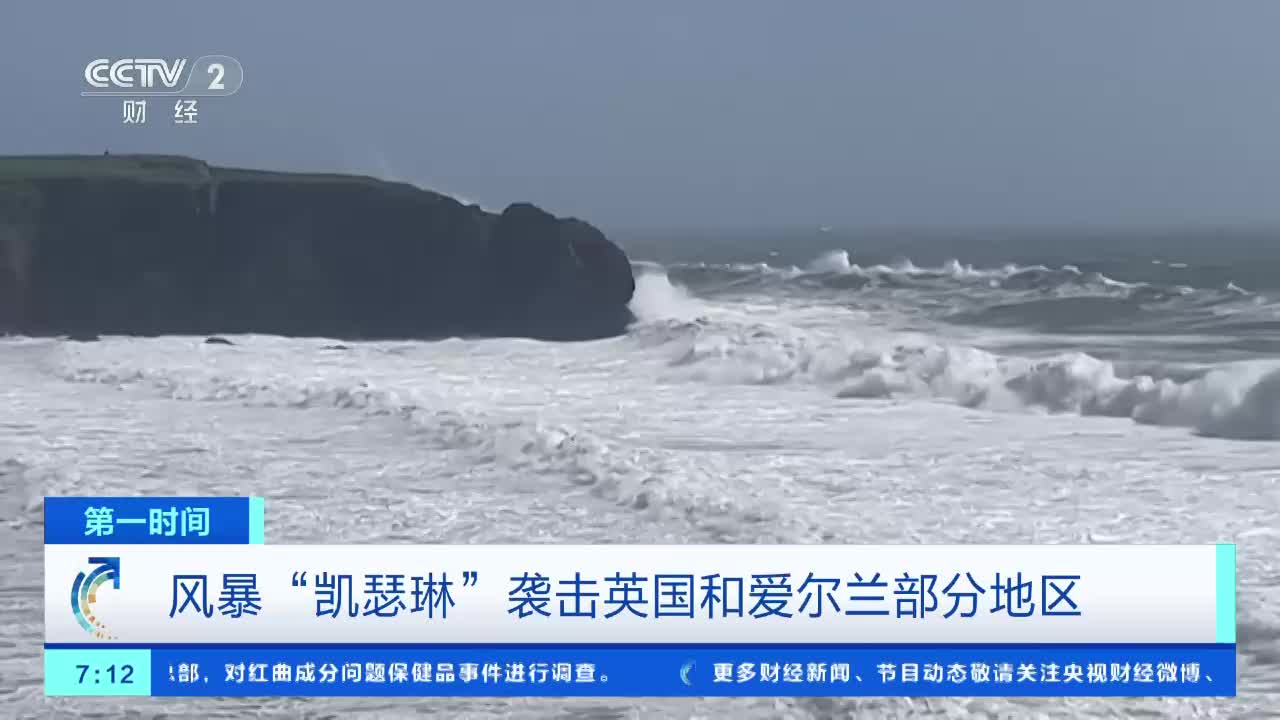 CCTV 2
财 经
第一时间
风暴“凯瑟琳”袭击英国和爱尔兰部分地区
7:12 部，对红曲成分问题保健品事件进行调查。 更多财经新闻、节目动态敬请关注央视财经微博、